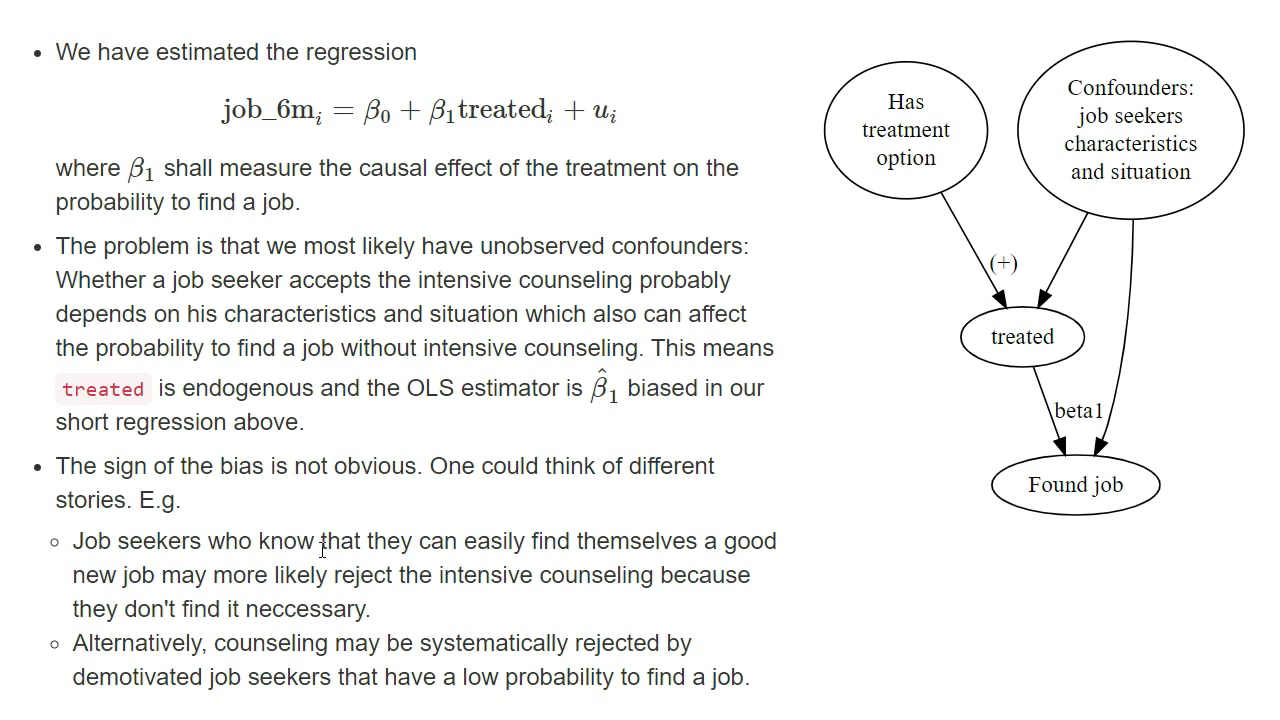 • We have estimated the regression
job_6mᵢ = β₀ + β₁treatedᵢ + uᵢ
where β₁ shall measure the causal effect of the treatment on the
probability to find a job.
• The problem is that we most likely have unobserved confounders:
Whether a job seeker accepts the intensive counseling probably
depends on his characteristics and situation which also can affect
the probability to find a job without intensive counseling. This means
treated is endogenous and the OLS estimator is β̂₁ biased in our
short regression above.
• The sign of the bias is not obvious. One could think of different
stories. E.g.
◦ Job seekers who know that they can easily find themselves a good
new job may more likely reject the intensive counseling because
they don't find it neccessary.
◦ Alternatively, counseling may be systematically rejected by
demotivated job seekers that have a low probability to find a job.
Has
treatment
option
Confounders:
job seekers
characteristics
and situation
(+)
treated
beta1
Found job